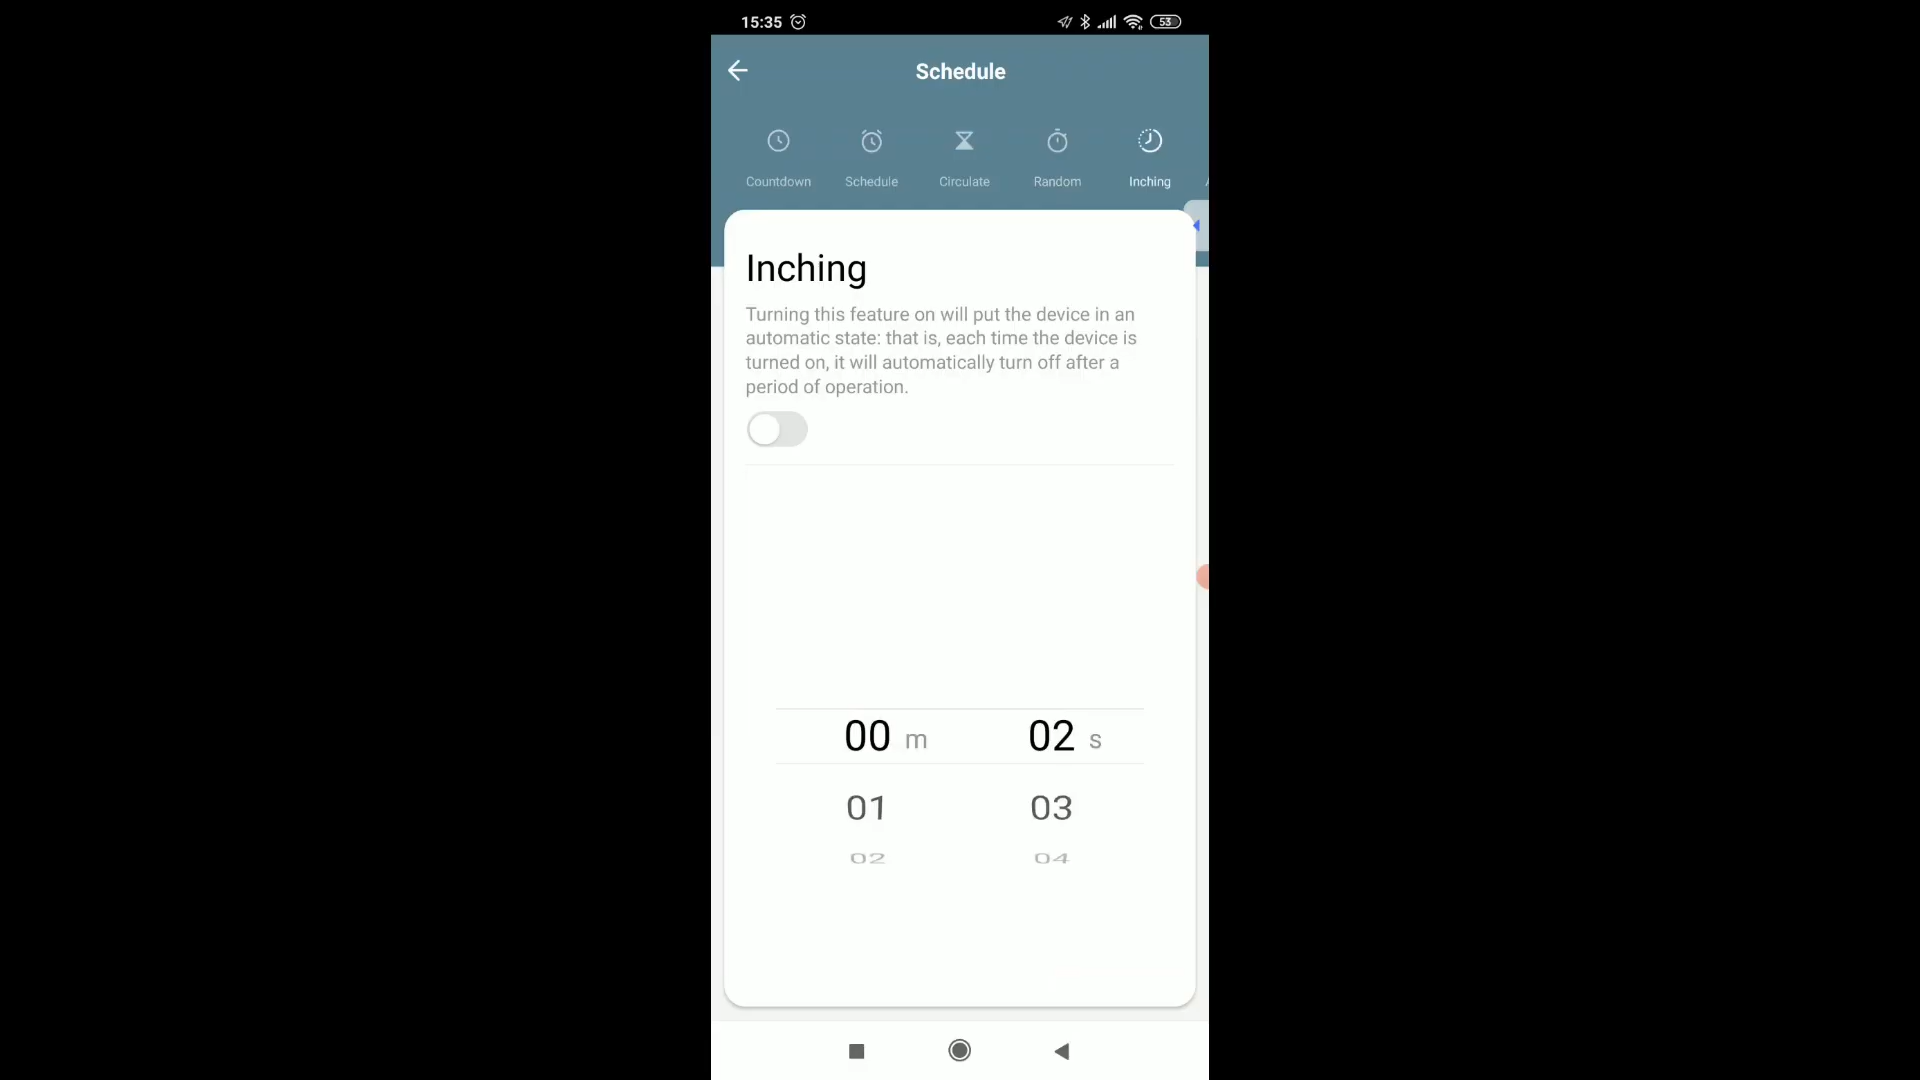 15:35
53
Schedule
Countdown
Schedule
Circulate
Random
Inching
Inching
Turning this feature on will put the device in an
automatic state: that is, each time the device is
turned on, it will automatically turn off after a
period of operation.
00 m 02 s
01 03
02 04